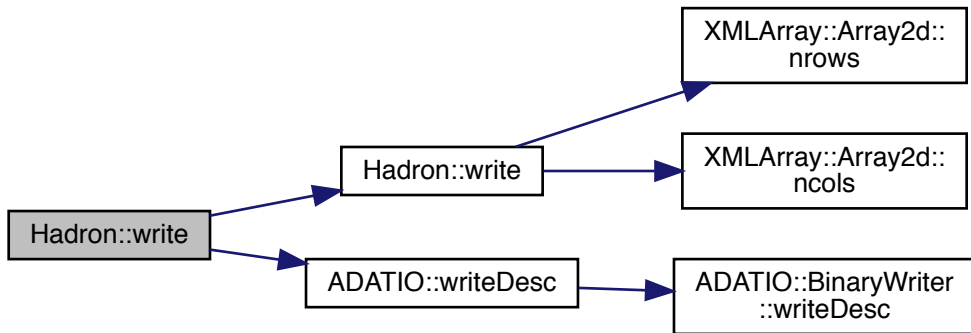 XMLArray::Array2d::
nrows
Hadron::write
XMLArray::Array2d::
ncols
Hadron::write
ADATIO::writeDesc
ADATIO::BinaryWriter
::writeDesc